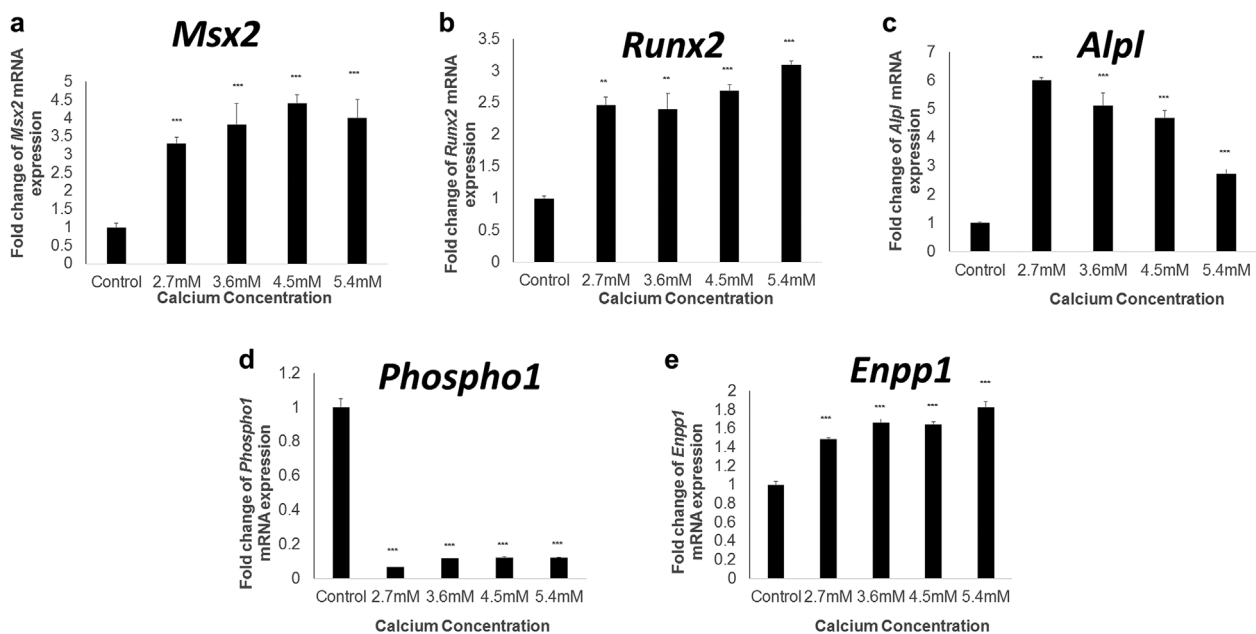 a
Msx2
Fold change of Msx2 mRNA
expression
5
4.5
4
3.5
3
2.5
2
1.5
1
0.5
0
***
***
***
***
Control 2.7mM 3.6mM 4.5mM 5.4mM
Calcium Concentration
b
Runx2
Fold change of Runx2 mRNA
expression
3.5
3
2.5
2
1.5
1
0.5
0
**
**
***
***
Control 2.7mM 3.6mM 4.5mM 5.4mM
Calcium Concentration
c
Alpl
Fold change of Alpl mRNA
expression
7
6
5
4
3
2
1
0
***
***
***
***
Control 2.7mM 3.6mM 4.5mM 5.4mM
Calcium Concentration
d
Phospho1
Fold change of Phospho1
mRNA expression
1.2
1
0.8
0.6
0.4
0.2
0
***
***
***
***
Control 2.7mM 3.6mM 4.5mM 5.4mM
Calcium Concentration
e
Enpp1
Fold change of Enpp1
mRNA expression
2
1.8
1.6
1.4
1.2
1
0.8
0.6
0.4
0.2
0
***
***
***
***
Control 2.7mM 3.6mM 4.5mM 5.4mM
Calcium Concentration